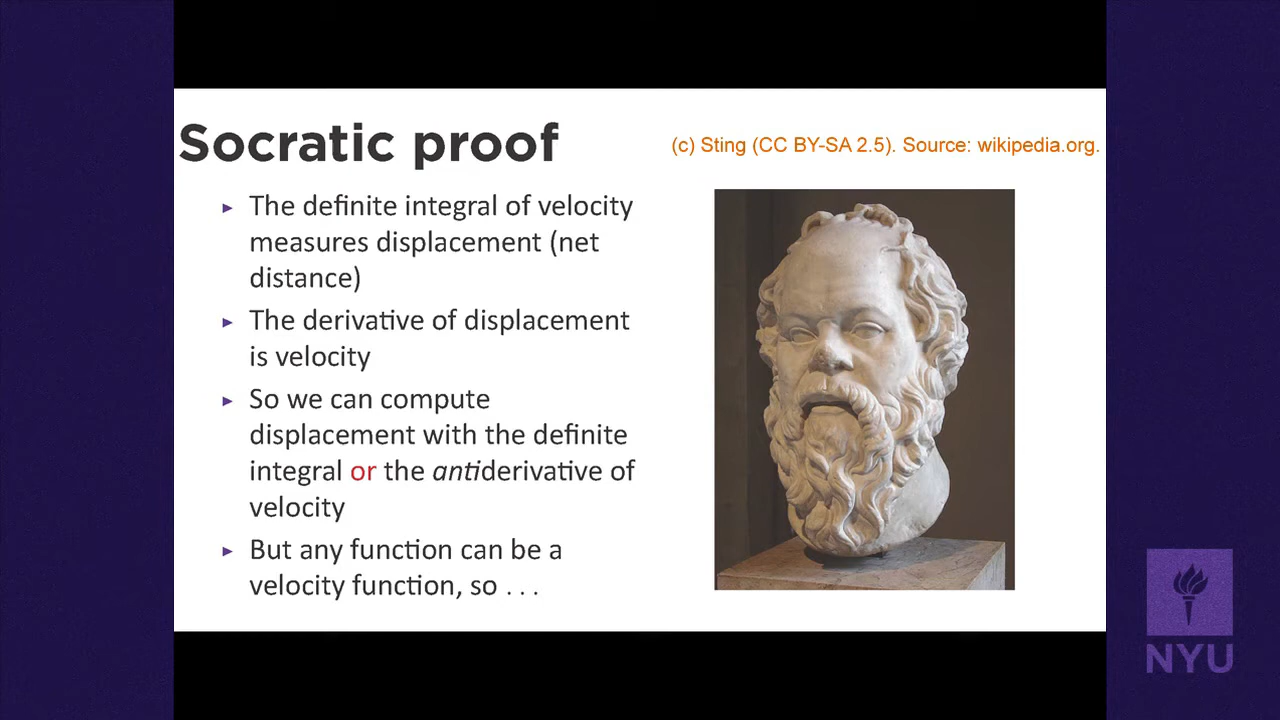 Socratic proof
(c) Sting (CC BY-SA 2.5). Source: wikipedia.org.
▸ The definite integral of velocity
measures displacement (net
distance)
▸ The derivative of displacement
is velocity
▸ So we can compute
displacement with the definite
integral or the antiderivative of
velocity
▸ But any function can be a
velocity function, so . . .
NYU